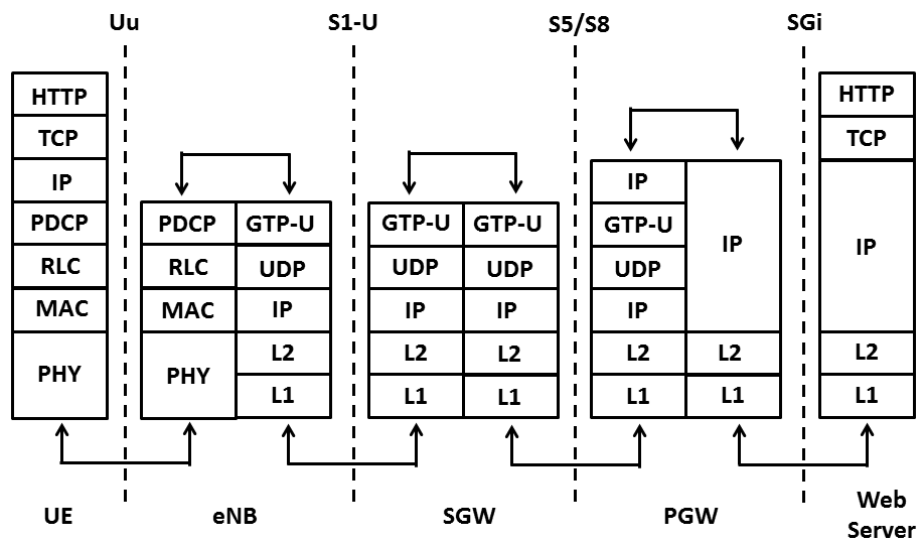 Uu S1-U S5/S8 SGi
HTTP HTTP
TCP TCP
IP IP IP IP
PDCP PDCP GTP-U GTP-U GTP-U GTP-U
RLC RLC UDP UDP UDP UDP
MAC MAC IP IP IP IP
PHY PHY L2 L2 L2 L2 L2 L2
L1 L1 L1 L1 L1 L1
UE eNB SGW PGW Web
Server